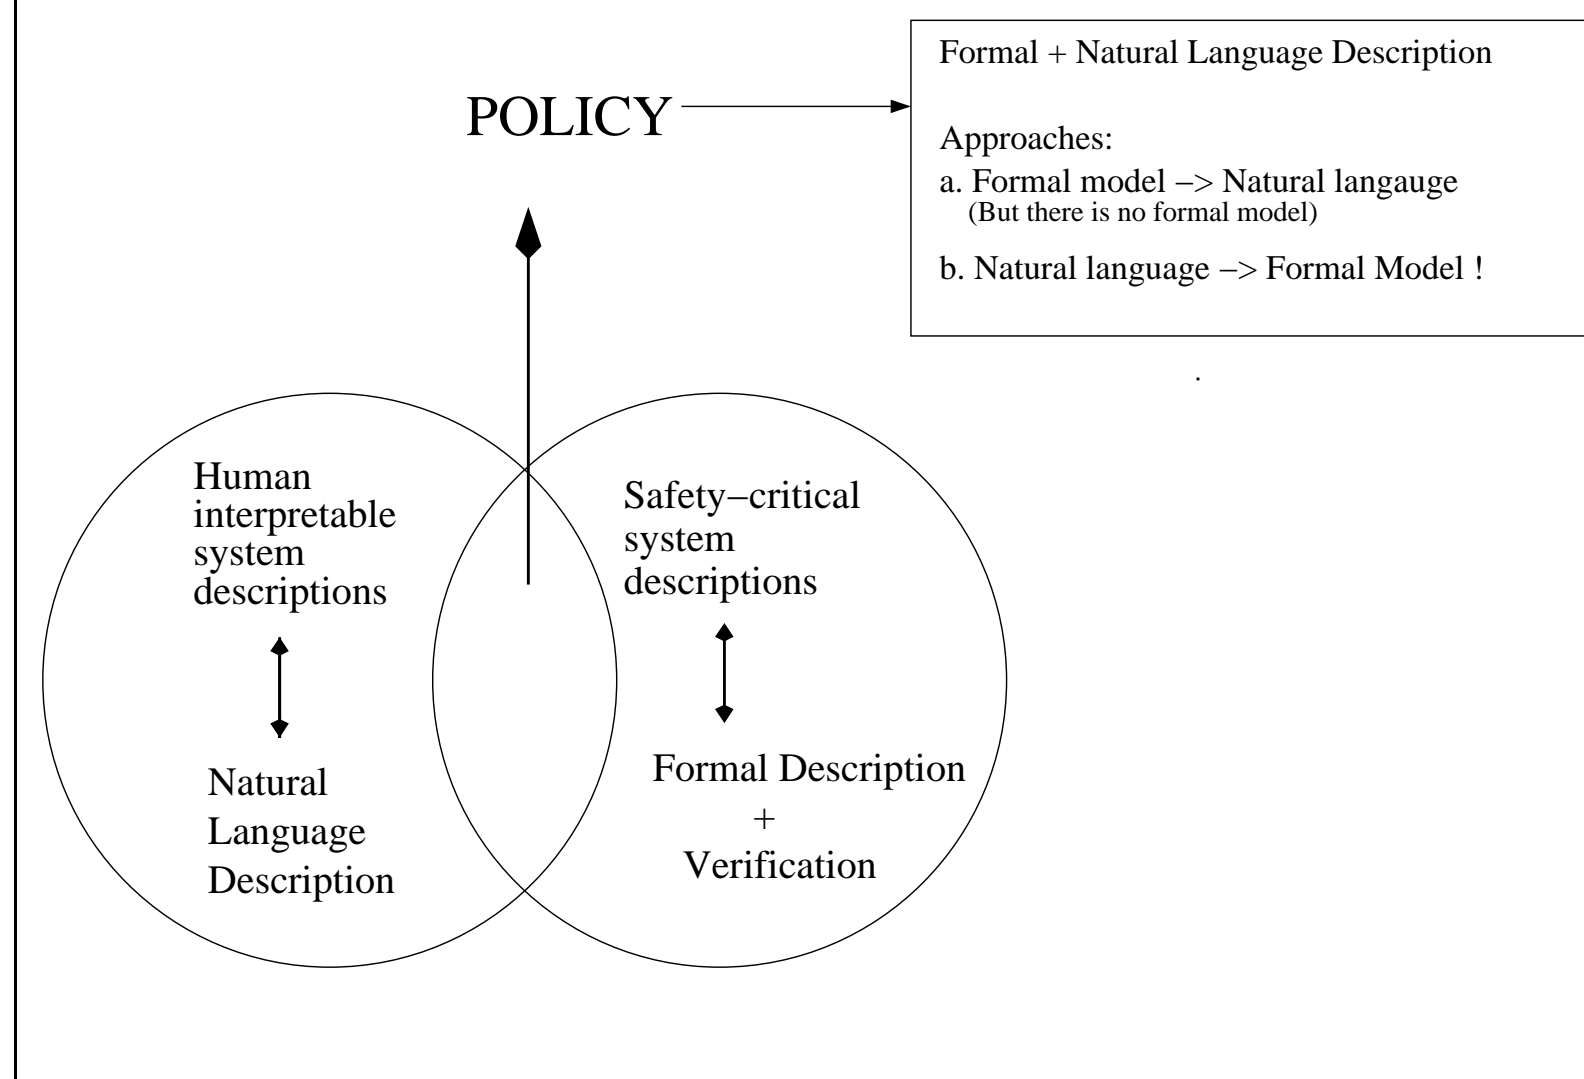 POLICY
Formal + Natural Language Description
Approaches:
a. Formal model −> Natural langauge
(But there is no formal model)
b. Natural language −> Formal Model !
.
Human
interpretable
system
descriptions
Natural
Language
Description
Safety−critical
system
descriptions
Formal Description
+
Verification